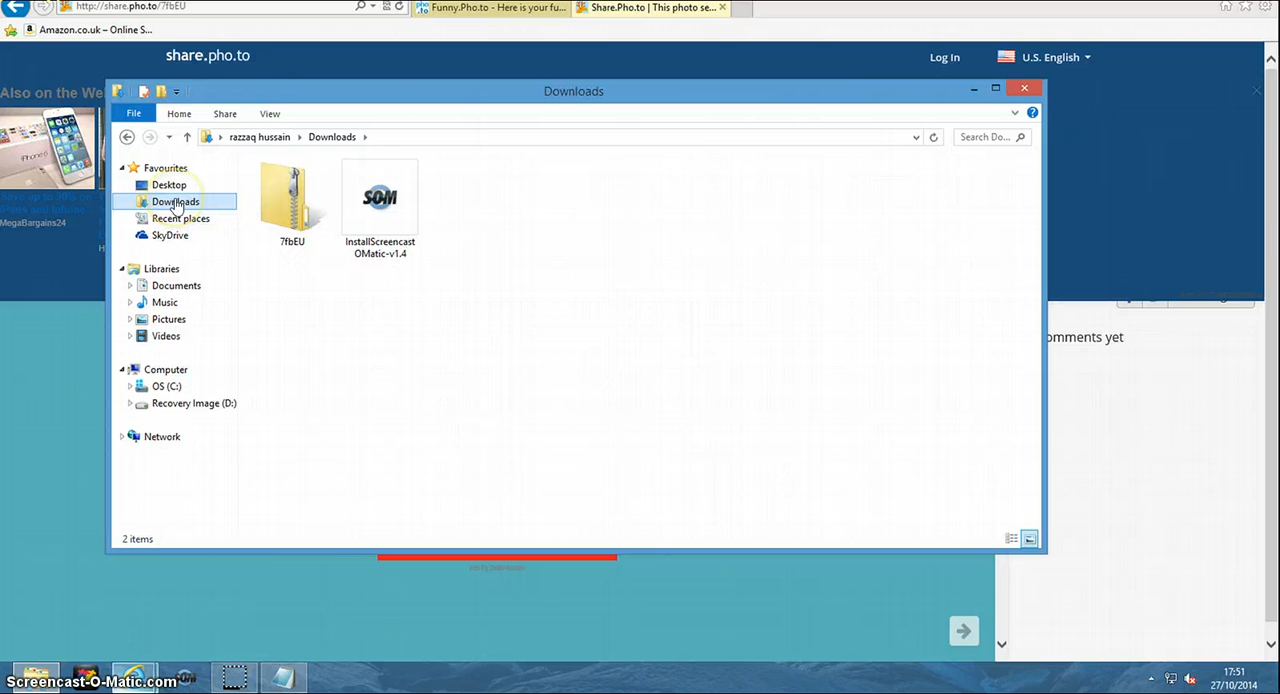 http://share.pho.to/7fbEU
Funny.Pho.to - Here is your fu...
Share.Pho.to | This photo se...
Amazon.co.uk – Online S...
share.pho.to
Log In
U.S. English
Also on the We
Downloads
File
Home
Share
View
razzaq hussain
Downloads
Search Do...
Favourites
Desktop
Downloads
Recent places
SkyDrive
Libraries
Documents
Music
Pictures
Videos
Computer
OS (C:)
Recovery Image (D:)
Network
SOM
7fbEU
InstallScreencast
OMatic-v1.4
iPhone 6
MegaBargains24
omments yet
2 items
17:51
27/10/2014
Screencast-O-Matic.com